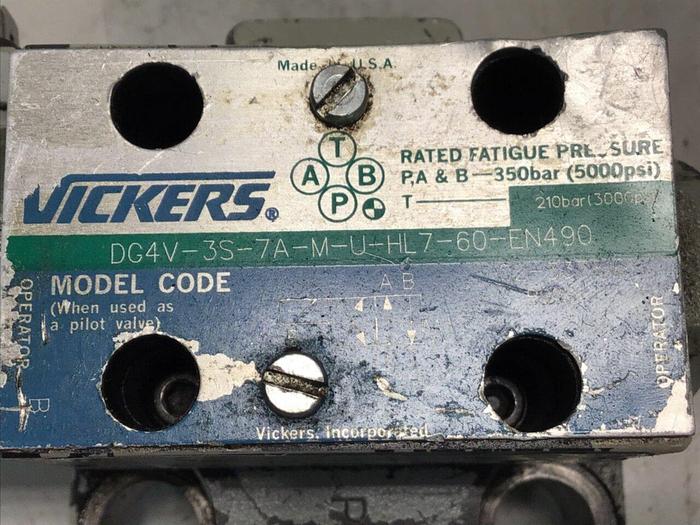 Made U.S.A.
T
A B
P
VICKERS®
RATED FATIGUE PRESSURE
P,A & B—350bar (5000psi)
T— 210bar(3000psi
DG4V-3S-7A-M-U-HL7-60-EN490
MODEL CODE
(When used as
a pilot valve)
A B
OPERATOR
B
OPERATOR
Vickers, Incorporated